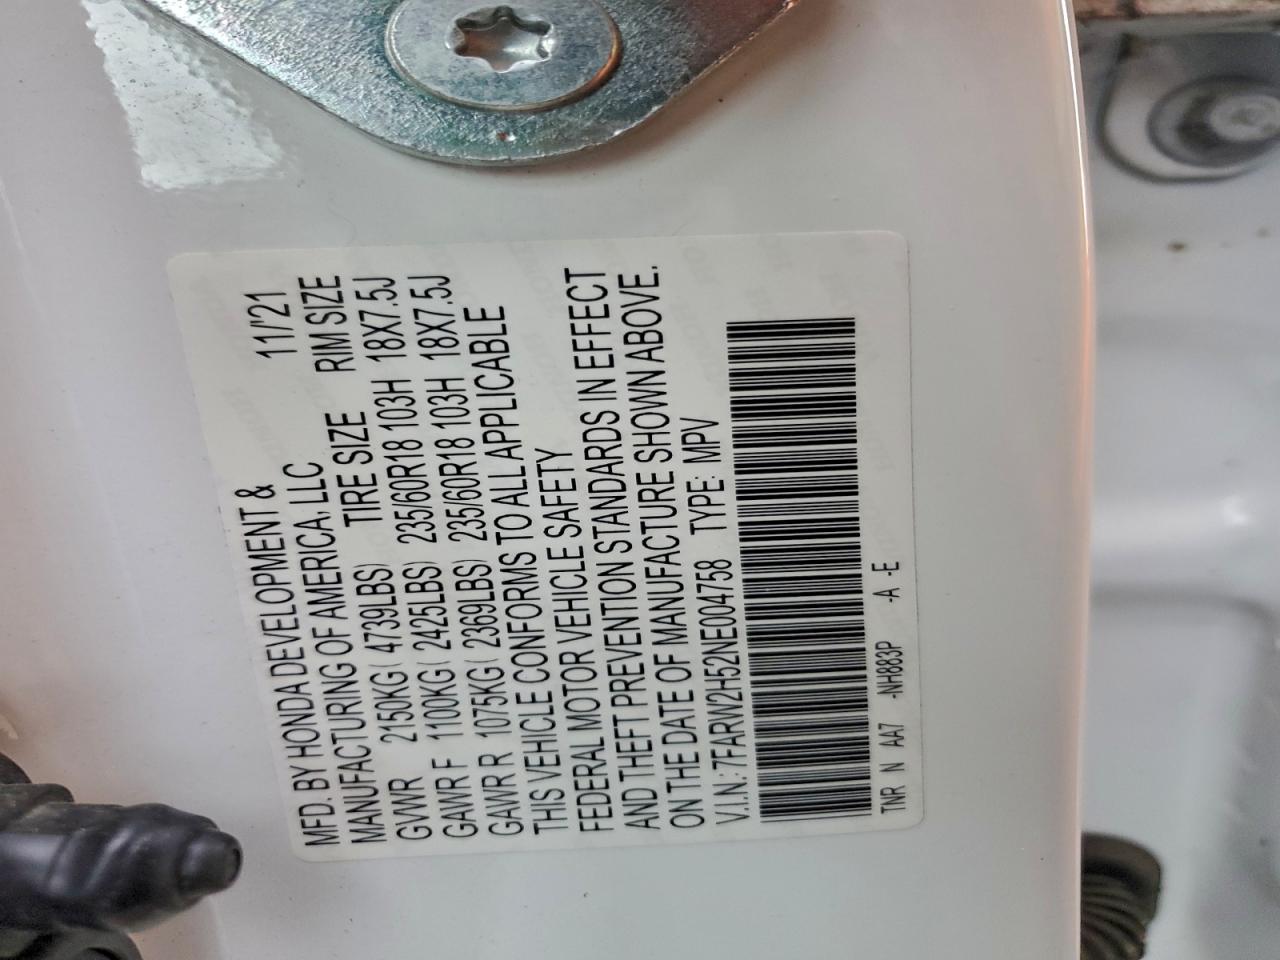 MFD. BY HONDA DEVELOPMENT & 11/'21
MANUFACTURING OF AMERICA, LLC
GVWR 2150KG( 4739LBS) TIRE SIZE RIM SIZE
GAWR F 1100KG( 2425LBS) 235/60R18 103H 18X7.5J
GAWR R 1075KG( 2369LBS) 235/60R18 103H 18X7.5J
THIS VEHICLE CONFORMS TO ALL APPLICABLE
FEDERAL MOTOR VEHICLE SAFETY
AND THEFT PREVENTION STANDARDS IN EFFECT
ON THE DATE OF MANUFACTURE SHOWN ABOVE.
V.I.N.: 7FARW2H52NE004758 TYPE: MPV
TNR N AA7 -NH883P -A -E